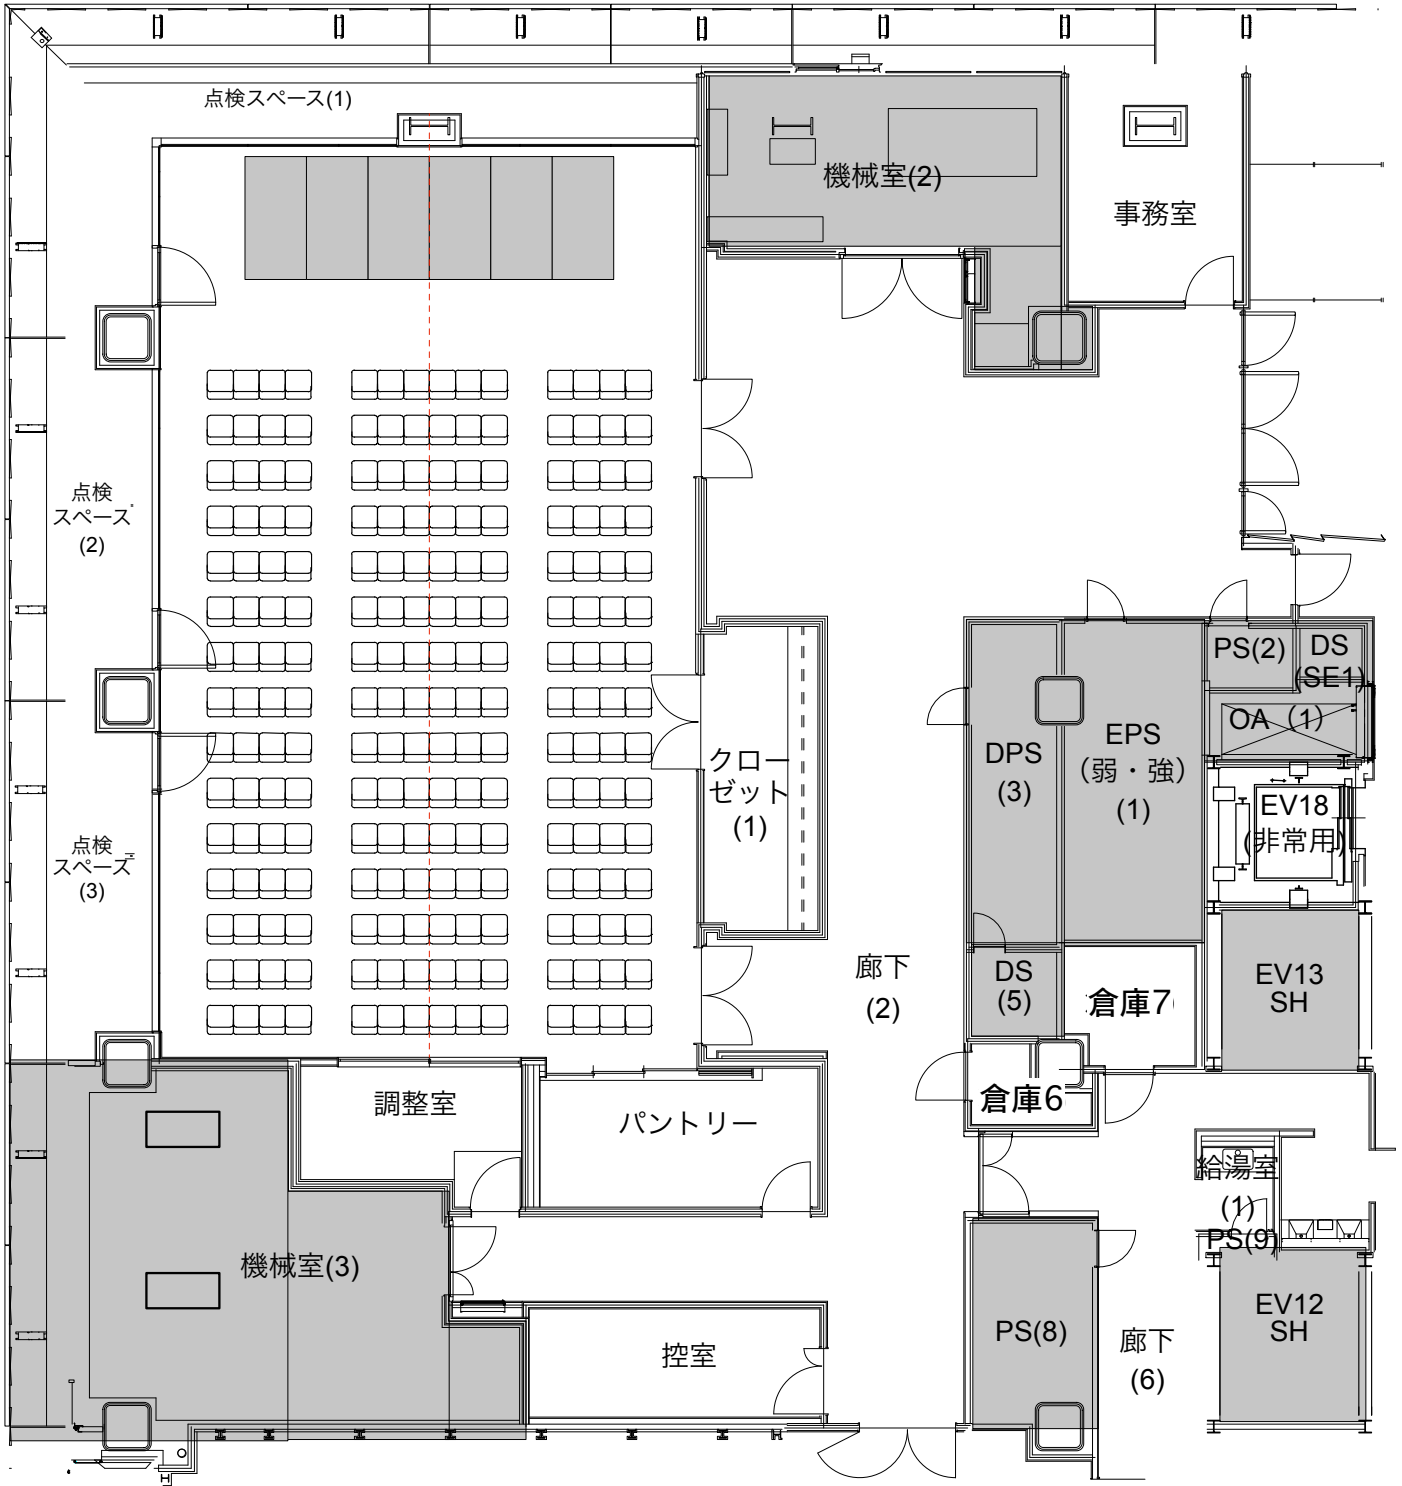 点検スペース(1)
機械室(2)
事務室
点検
スペース
(2)
PS(2)
DS
(SE1)
OA (1)
クロー
ゼット
(1)
DPS
(3)
EPS
(弱・強)
(1)
EV18
(非常用)
点検
スペース
(3)
廊下
(2)
DS
(5)
倉庫7
EV13
SH
倉庫6
調整室
パントリー
給湯室
(1)
PS(9)
機械室(3)
控室
PS(8)
廊下
(6)
EV12
SH